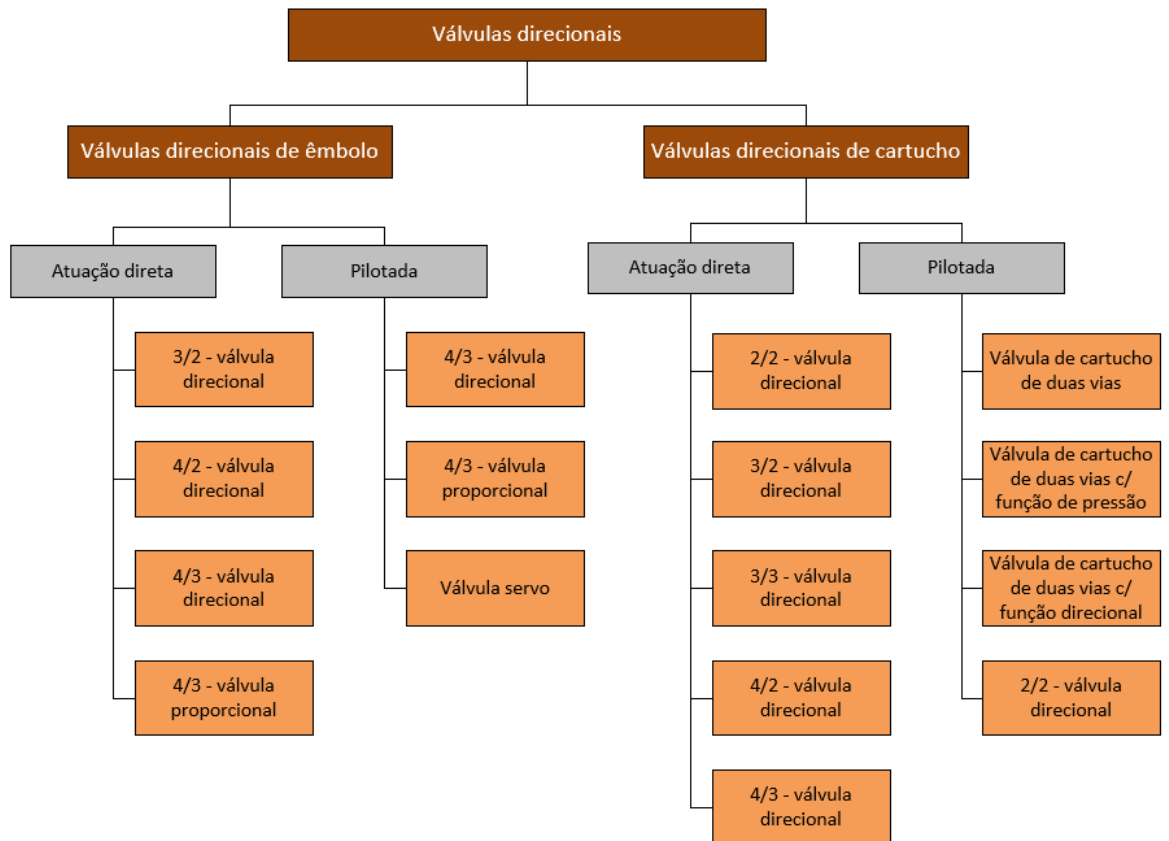 Válvulas direcionais
Válvulas direcionais de êmbolo
Válvulas direcionais de cartucho
Atuação direta
Pilotada
Atuação direta
Pilotada
3/2 - válvula
direcional
4/2 - válvula
direcional
4/3 - válvula
direcional
4/3 - válvula
proporcional
4/3 - válvula
direcional
4/3 - válvula
proporcional
Válvula servo
2/2 - válvula
direcional
3/2 - válvula
direcional
3/3 - válvula
direcional
4/2 - válvula
direcional
4/3 - válvula
direcional
Válvula de cartucho
de duas vias
Válvula de cartucho
de duas vias c/
função de pressão
Válvula de cartucho
de duas vias c/
função direcional
2/2 - válvula
direcional